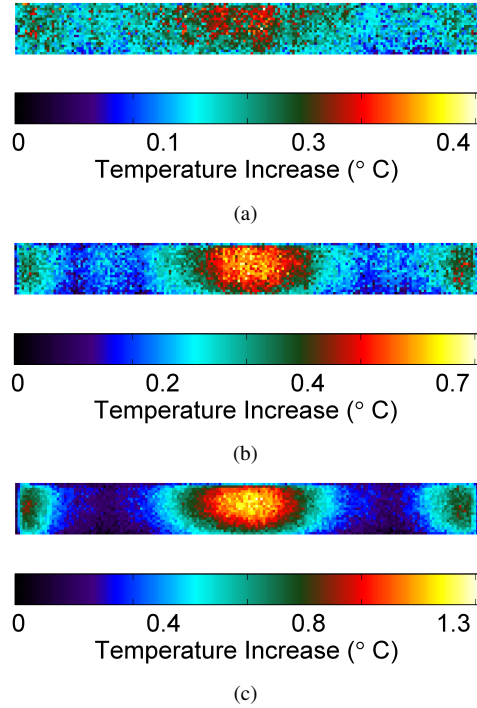 0 0.1 0.3 0.4
Temperature Increase (° C)
(a)
0 0.2 0.4 0.7
Temperature Increase (° C)
(b)
0 0.4 0.8 1.3
Temperature Increase (° C)
(c)